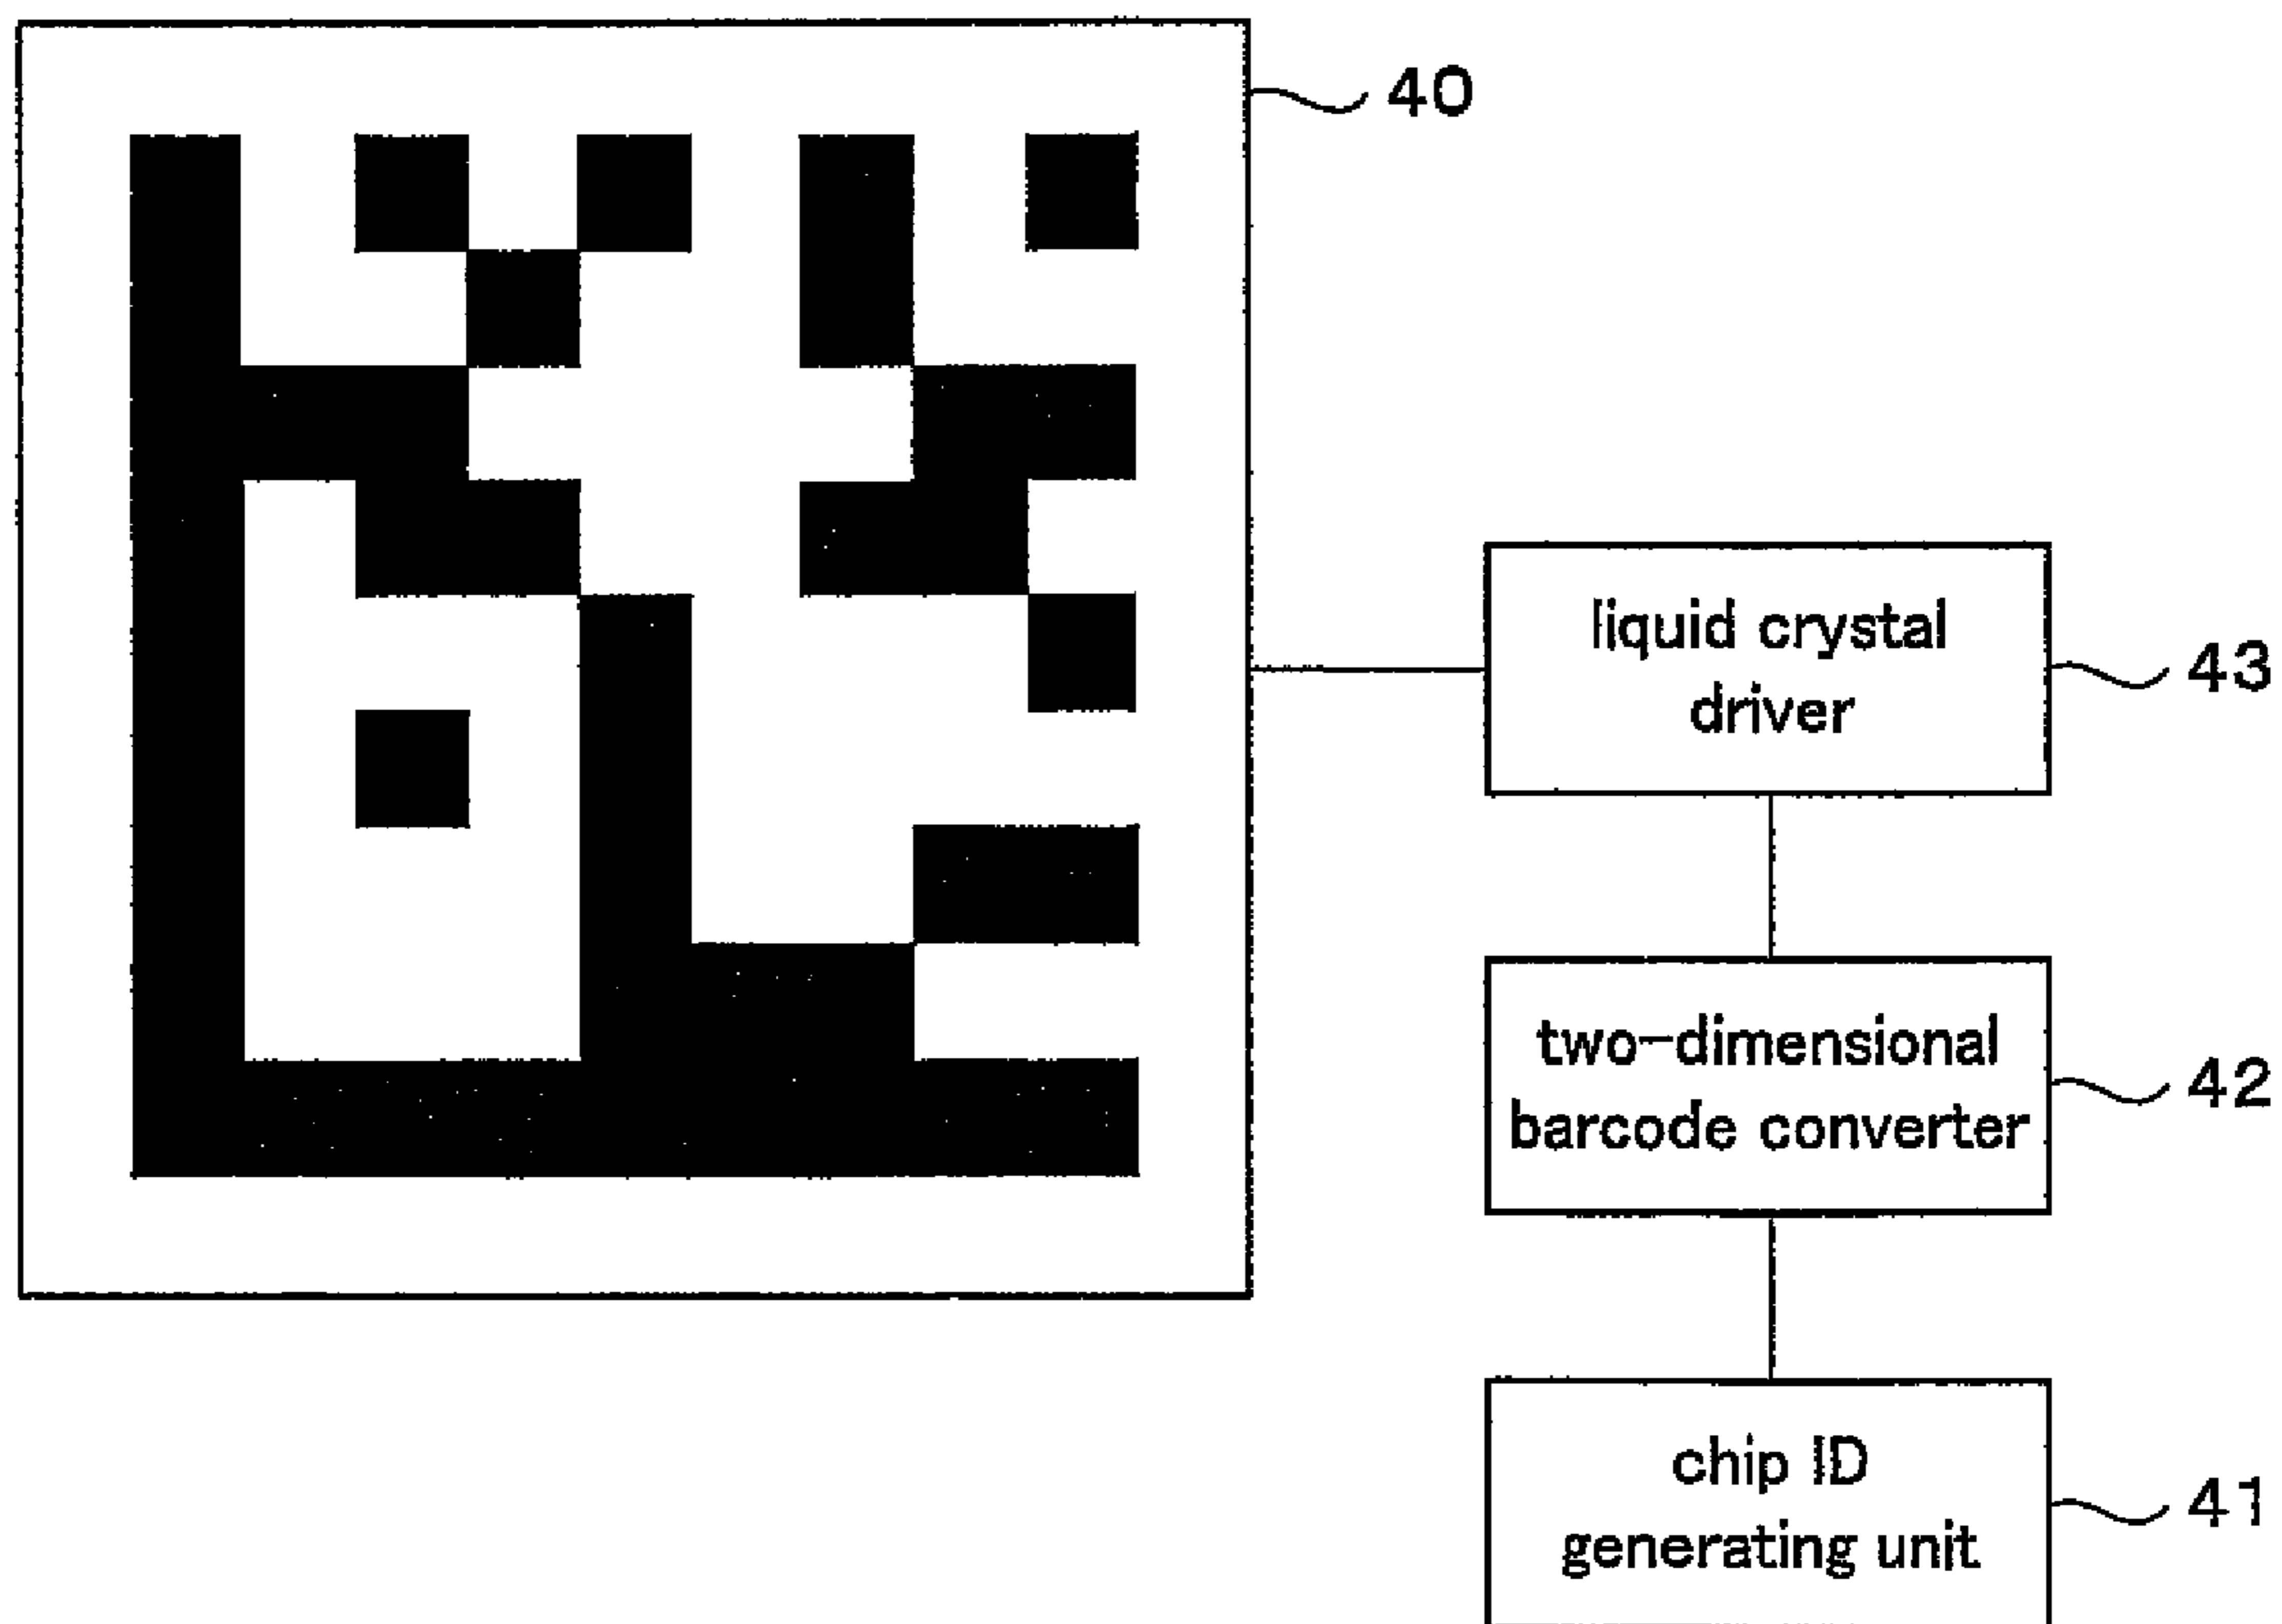 40
liquid crystal
driver
43
two-dimensional
barcode converter
42
chip ID
generating unit
41